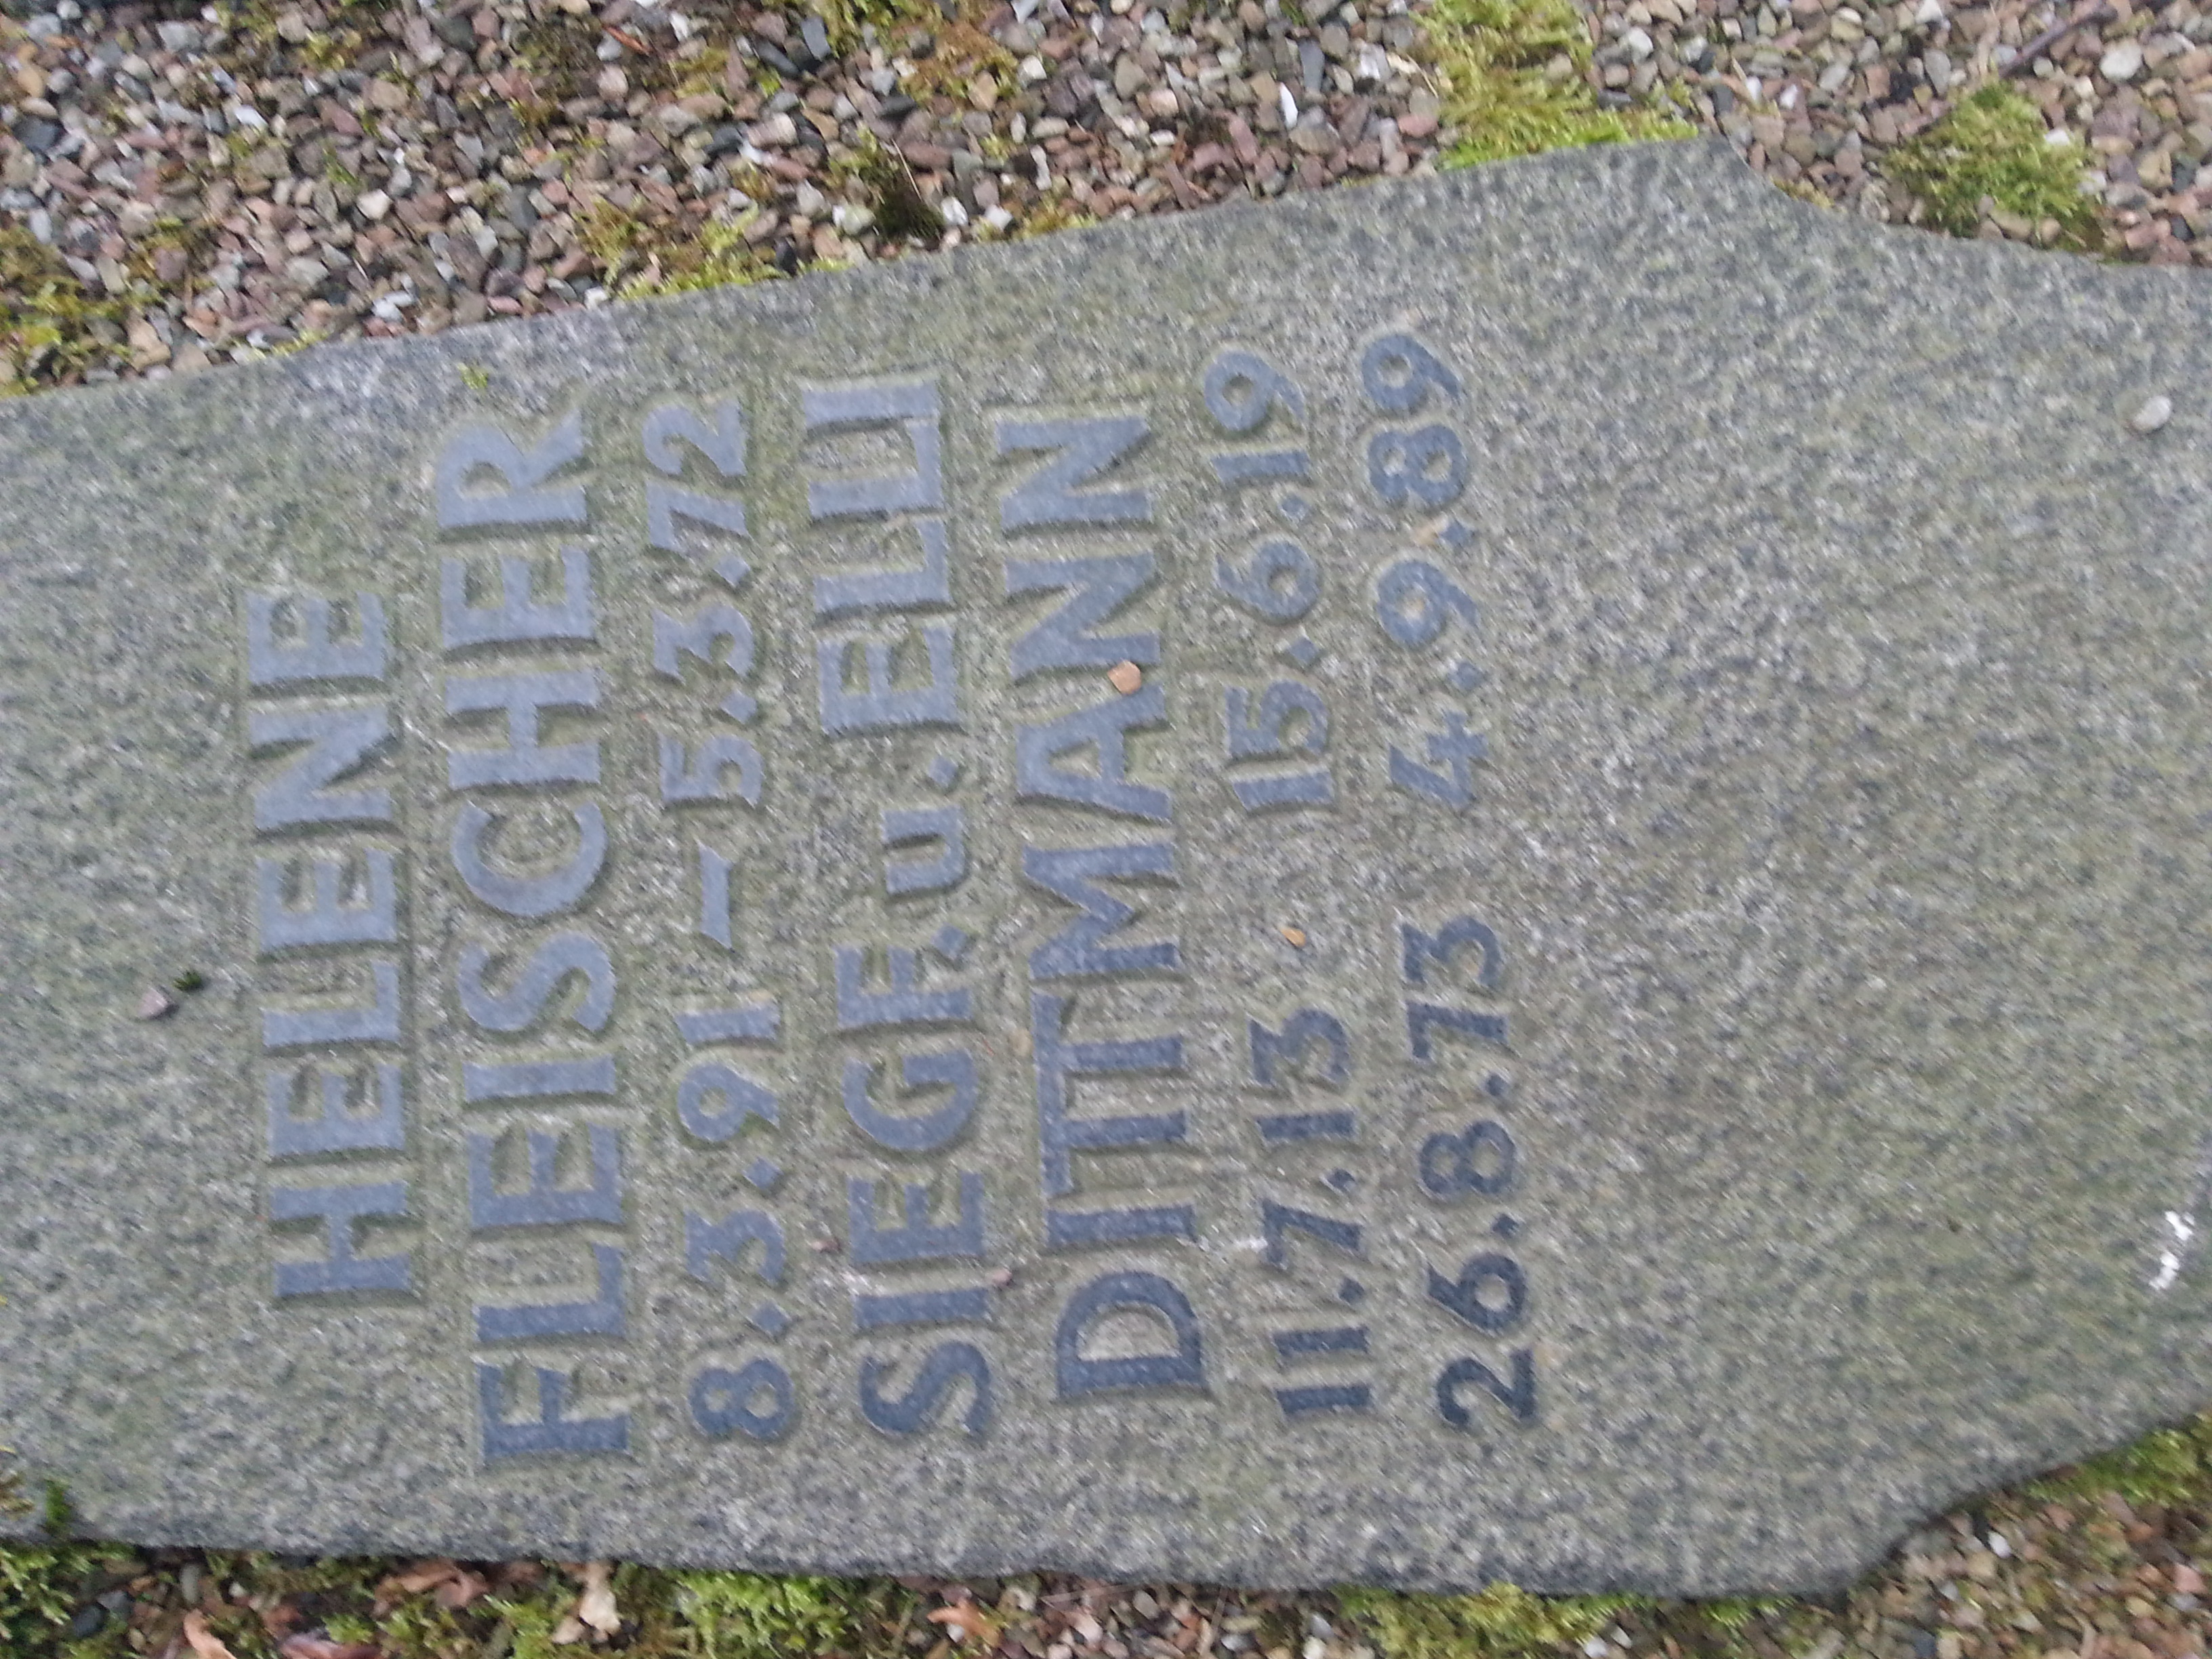 HELENE
FLEISCHER
8.3.91 – 5.3.72
SIEGF. u. ELLI
DITTMANN
11.7.13 15.6.19
26.8.73 4.9.89